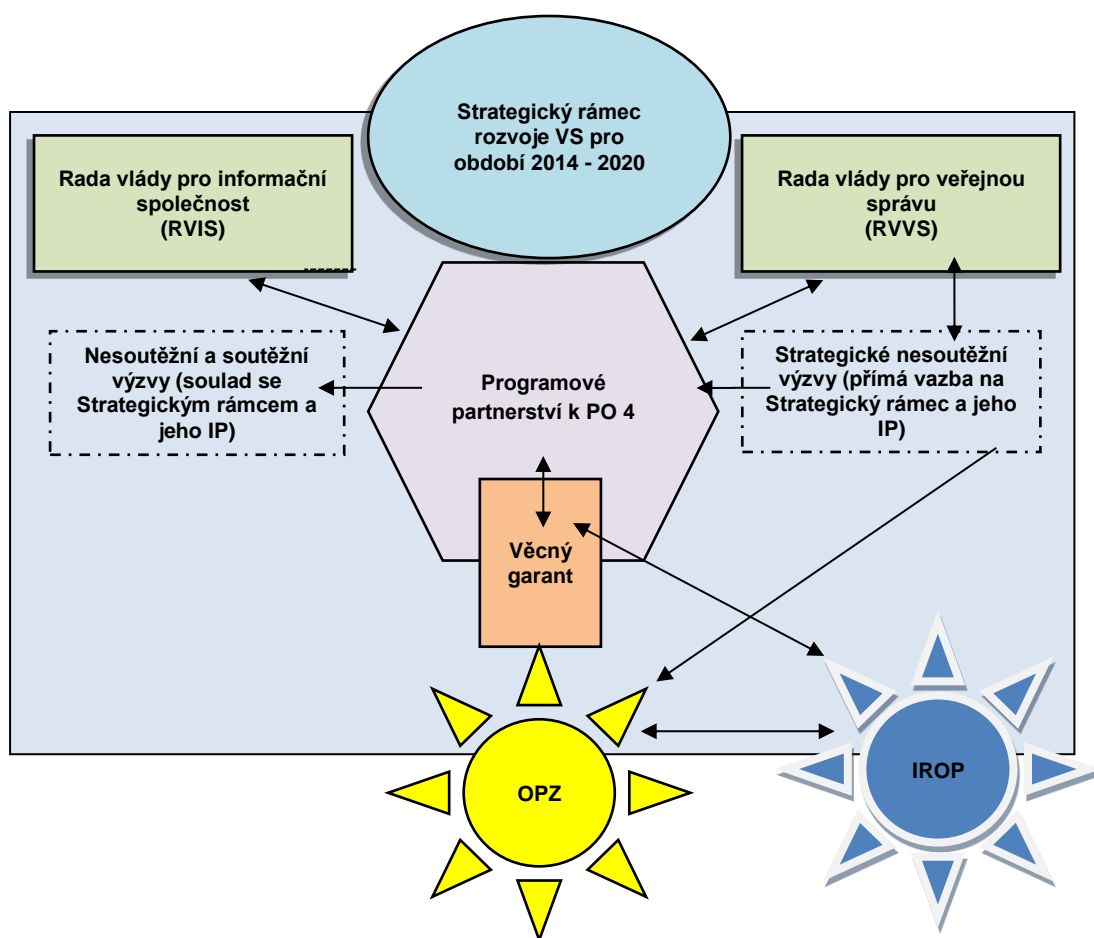 Strategický rámec
rozvoje VS pro
období 2014 - 2020
Rada vlády pro informační
společnost
(RVIS)
Rada vlády pro veřejnou
správu
(RVVS)
Nesoutěžní a soutěžní
výzvy (soulad se
Strategickým rámcem a
jeho IP)
Programové
partnerství k PO 4
Strategické nesoutěžní
výzvy (přímá vazba na
Strategický rámec a jeho
IP)
Věcný
garant
OPZ
IROP